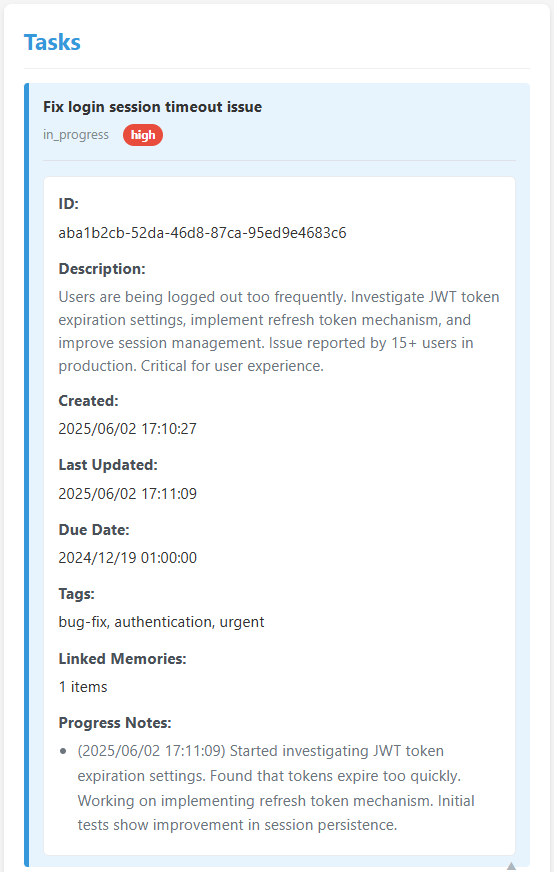 Tasks
Fix login session timeout issue
in_progress high
ID:
aba1b2cb-52da-46d8-87ca-95ed9e4683c6
Description:
Users are being logged out too frequently. Investigate JWT token
expiration settings, implement refresh token mechanism, and
improve session management. Issue reported by 15+ users in
production. Critical for user experience.
Created:
2025/06/02 17:10:27
Last Updated:
2025/06/02 17:11:09
Due Date:
2024/12/19 01:00:00
Tags:
bug-fix, authentication, urgent
Linked Memories:
1 items
Progress Notes:
• (2025/06/02 17:11:09) Started investigating JWT token
expiration settings. Found that tokens expire too quickly.
Working on implementing refresh token mechanism. Initial
tests show improvement in session persistence.